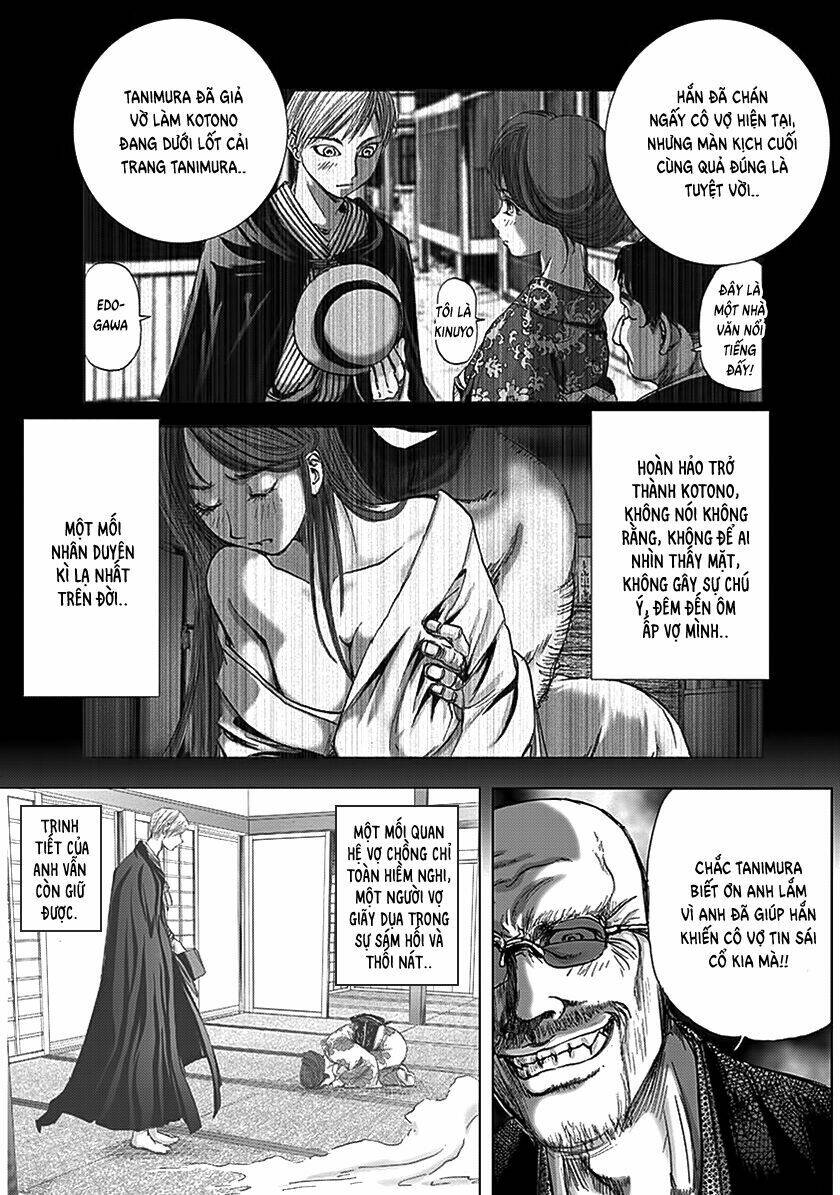 HẮN ĐÃ CHÁN
NGẤY CÔ VỢ HIỆN TẠI,
NHƯNG MÀN KỊCH CUỐI
CÙNG QUẢ ĐÚNG LÀ
TUYỆT VỜI..
TANIMURA ĐÃ GIẢ
VỜ LÀM KOTONO
ĐANG DƯỚI LỐT CẢI
TRANG TANIMURA..
ĐÂY LÀ
MỘT NHÀ
VĂN NỔI
TIẾNG
ĐẤY!
TÔI LÀ
KINUYO
EDO-
GAWA
HOÀN HẢO TRỞ
THÀNH KOTONO,
KHÔNG NÓI KHÔNG
RẰNG, KHÔNG ĐỂ AI
NHÌN THẤY MẶT,
KHÔNG GÂY SỰ CHÚ
Ý, ĐÊM ĐẾN ÔM
ẤP VỢ MÌNH..
MỘT MỐI
NHÂN DUYÊN
KÌ LẠ NHẤT
TRÊN ĐỜI..
CHẮC TANIMURA
BIẾT ƠN ANH LẮM
VÌ ANH ĐÃ GIÚP HẮN
KHIẾN CÔ VỢ TIN SÁI
CỔ KIA MÀ!!
MỘT MỐI QUAN
HỆ VỢ CHỒNG CHỈ
TOÀN HIỀM NGHI,
MỘT NGƯỜI VỢ
GIÃY DỤA TRONG
SỰ SÁM HỐI VÀ
THỐI NÁT..
TRINH
TIẾT CỦA
ANH VẪN
CÒN GIỮ
ĐƯỢC.